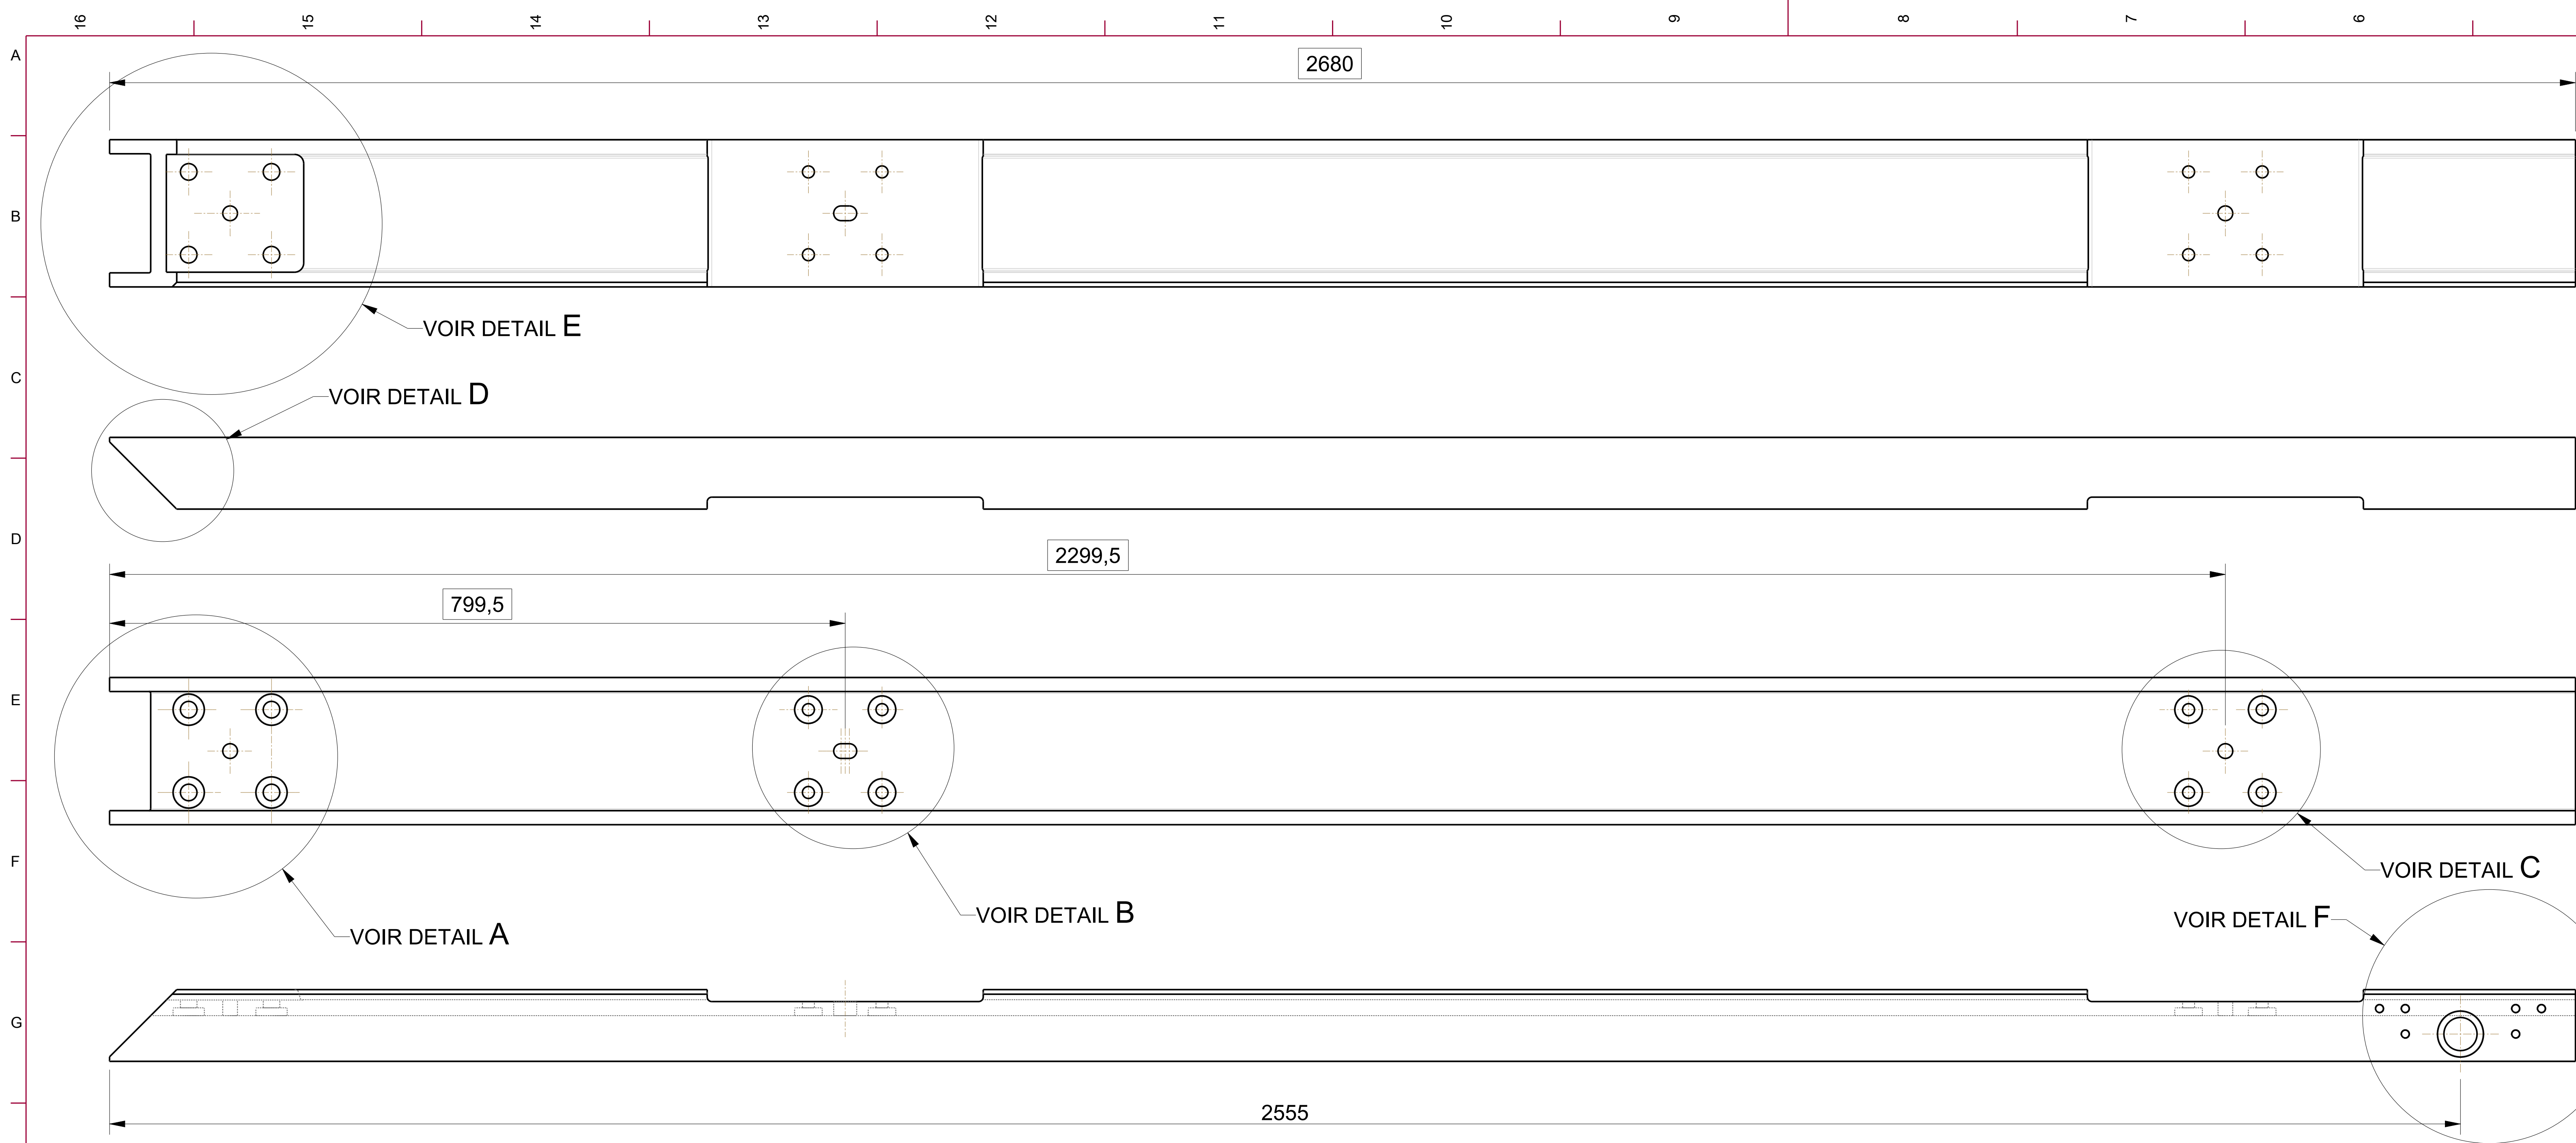 16 15 14 13 12 11 10 9 8 7 6
A
2680
B
VOIR DETAIL E
C
VOIR DETAIL D
D
2299,5
799,5
E
F
VOIR DETAIL C
VOIR DETAIL B
VOIR DETAIL F
VOIR DETAIL A
G
2555